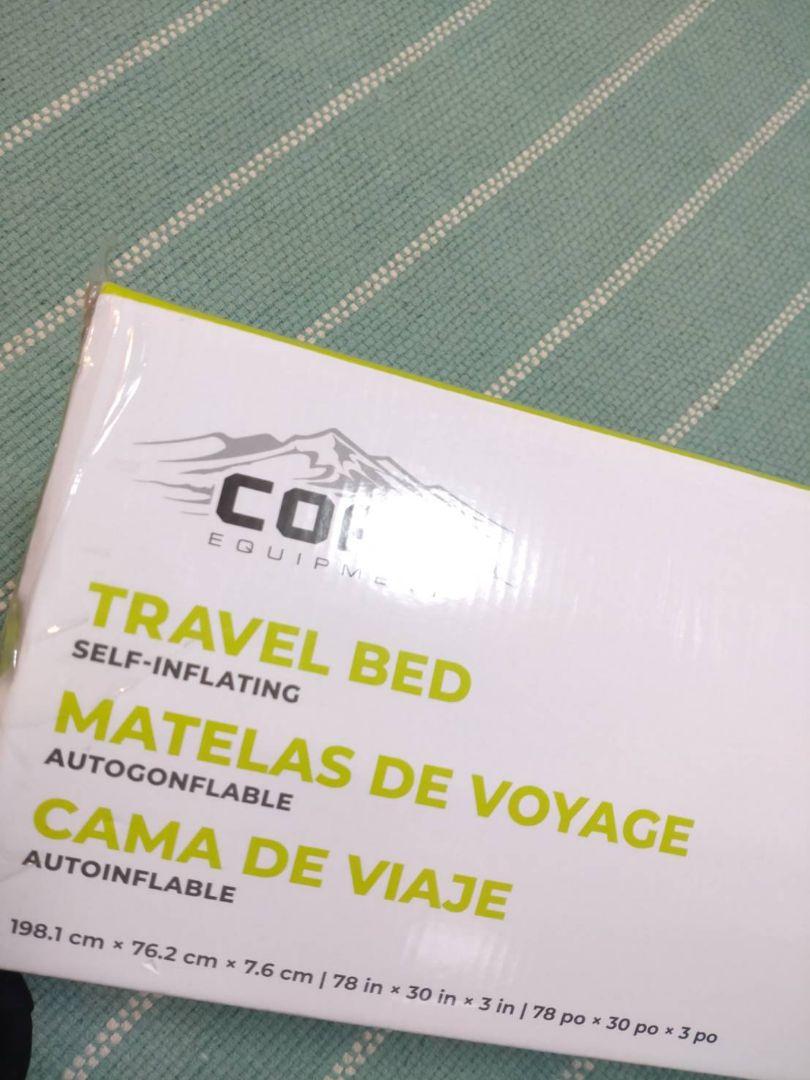 EQUIPMENT
TRAVEL BED
SELF-INFLATING
MATELAS DE VOYAGE
AUTOGONFLABLE
CAMA DE VIAJE
AUTOINFLABLE
198.1 cm × 76.2 cm × 7.6 cm | 78 in × 30 in × 3 in | 78 po × 30 po × 3 po